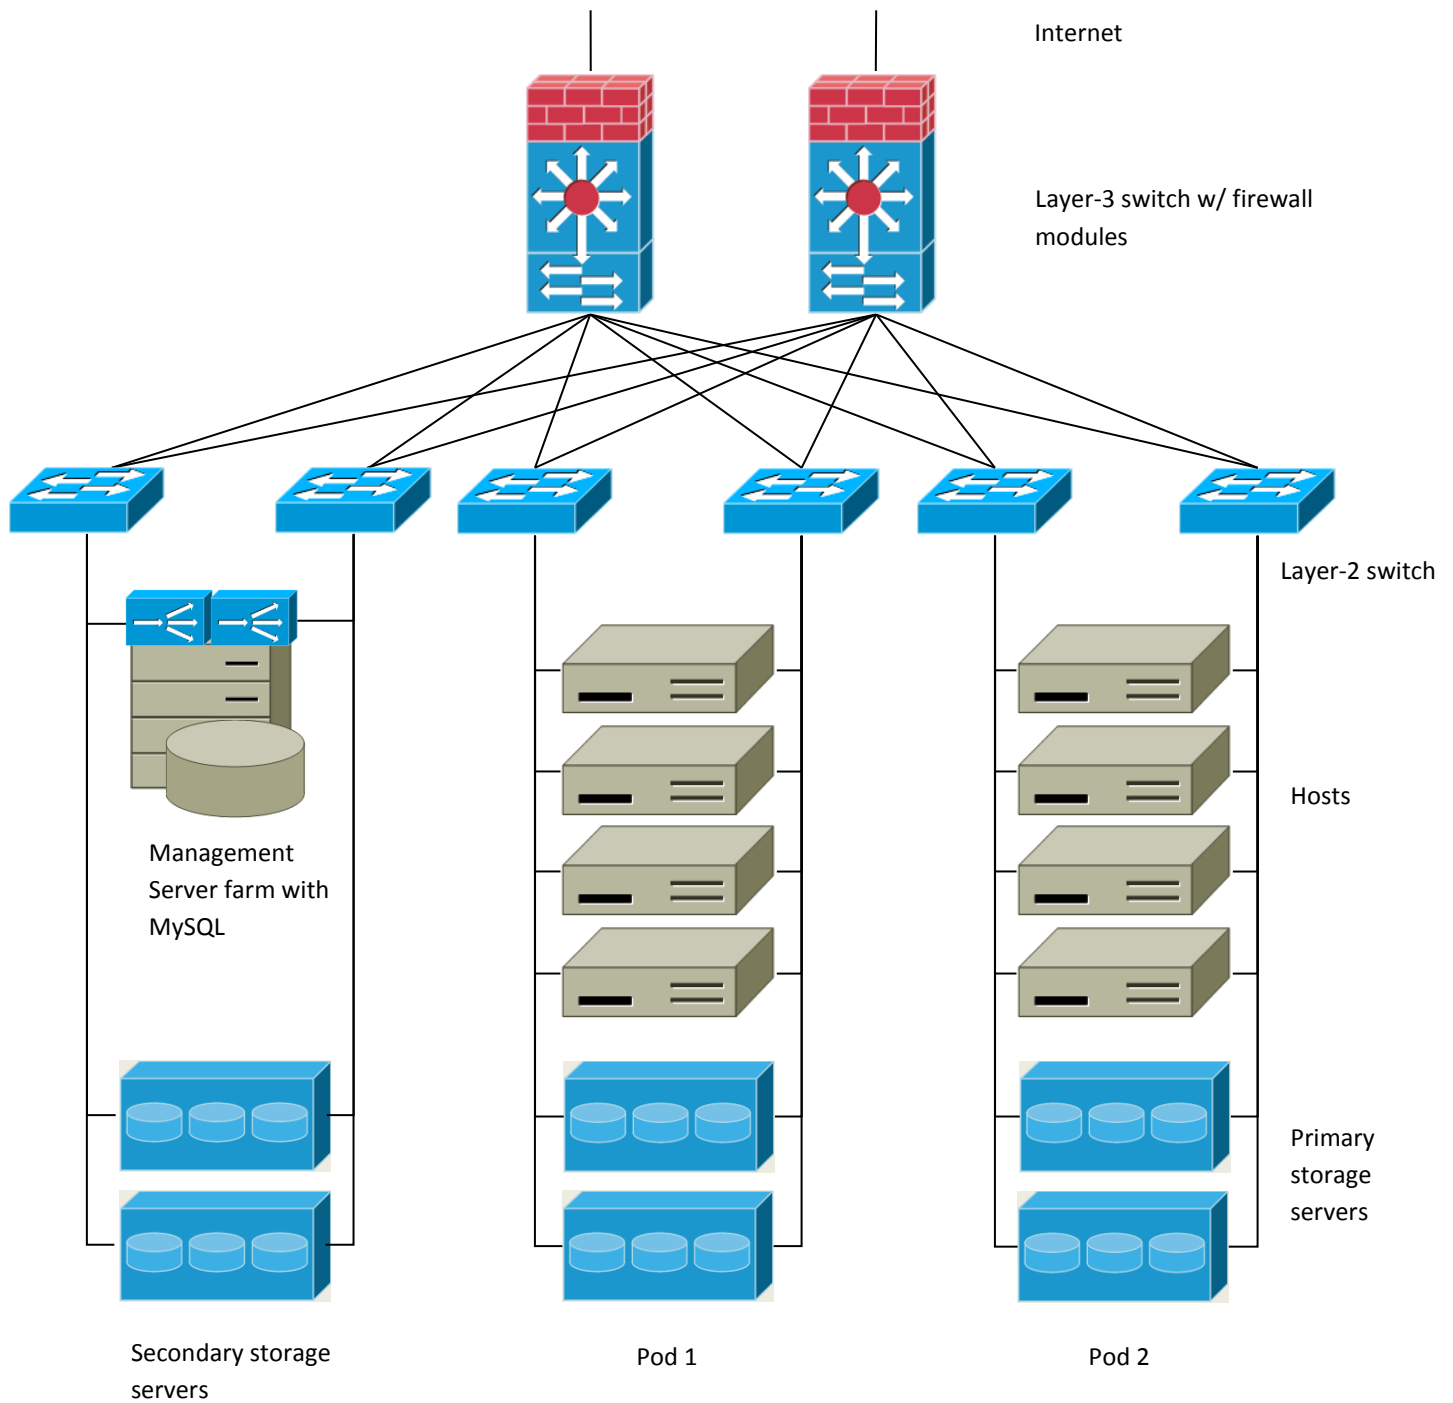 Internet
Layer-3 switch w/ firewall
modules
Layer-2 switch
Hosts
Management
Server farm with
MySQL
Primary
storage
servers
Secondary storage
servers
Pod 1
Pod 2